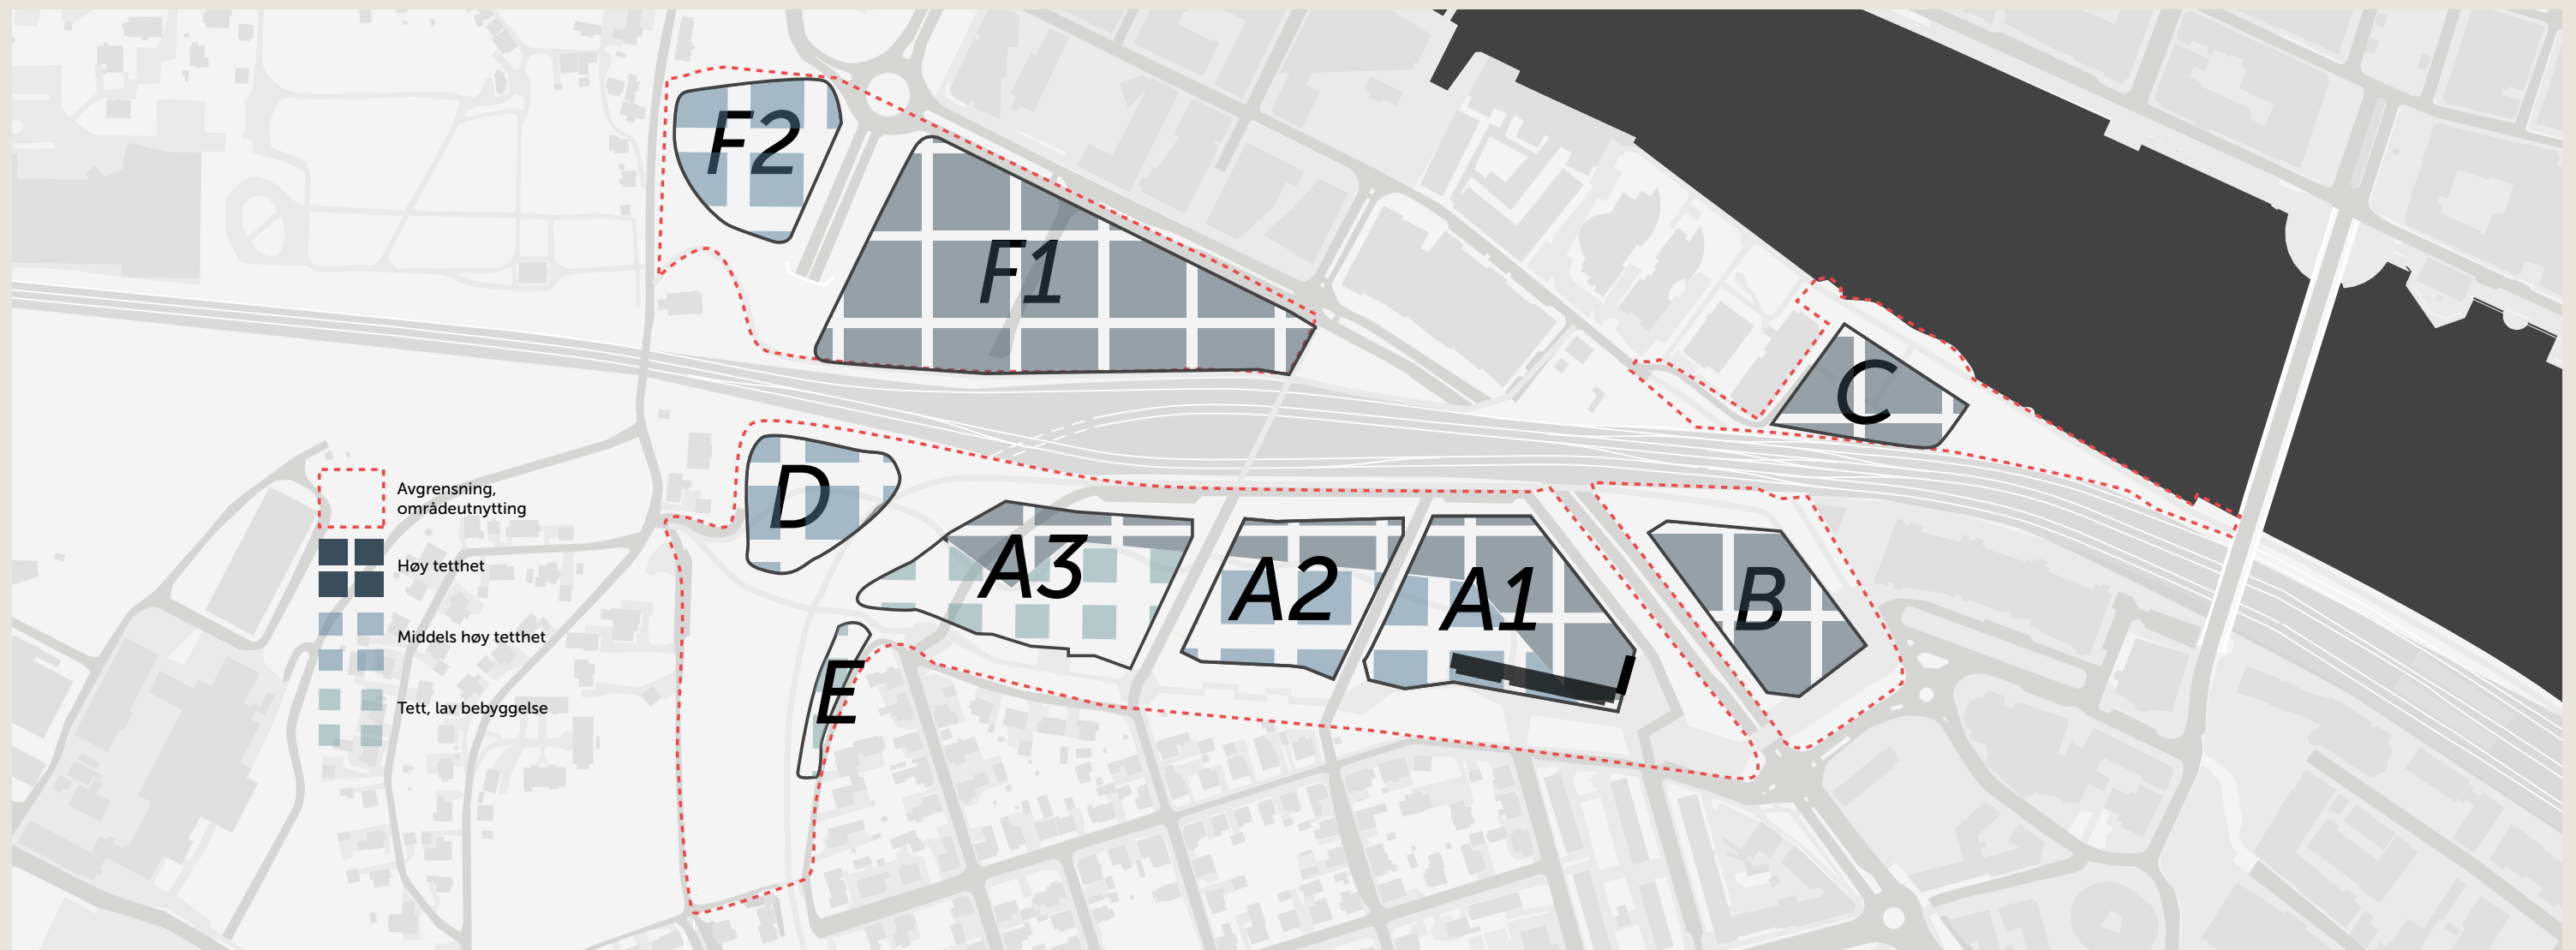 F2
F1
C
D
A3
A2
A1
B
E
Avgrensning,
områdeutnytting
Høy tetthet
Middels høy tetthet
Tett, lav bebyggelse